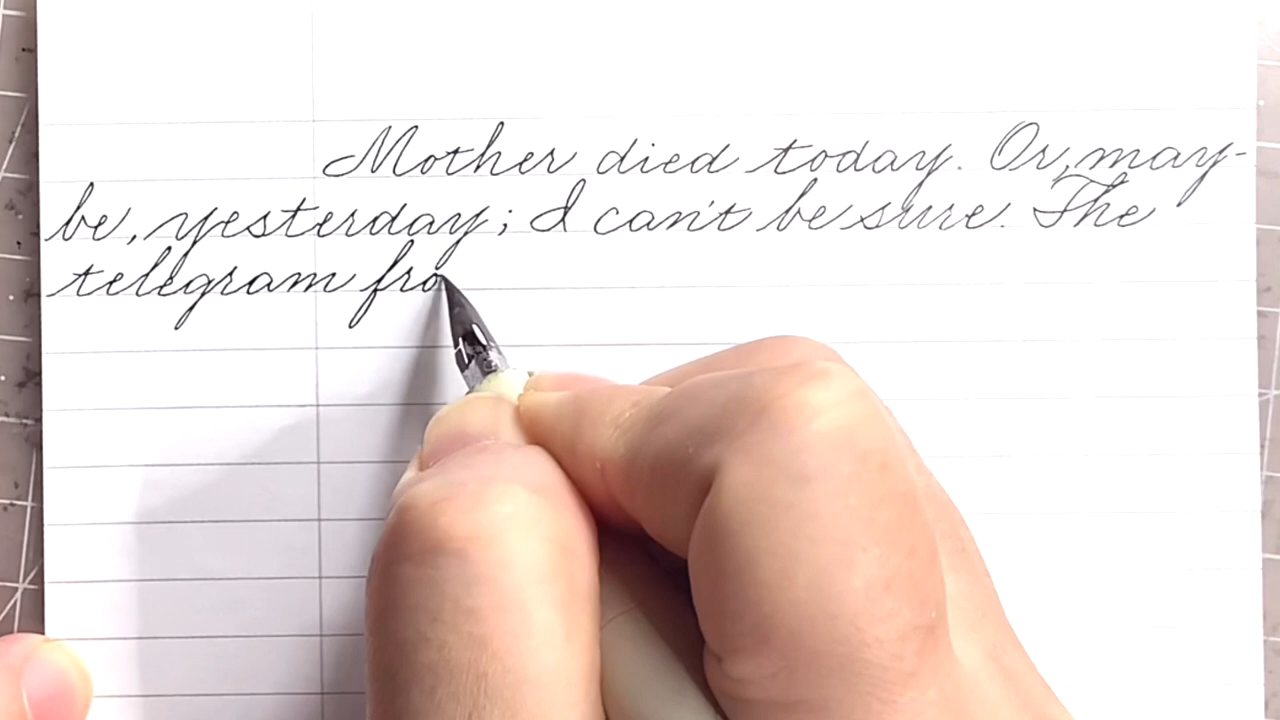 Mother died today. Or, may-
be, yesterday; I can't be sure. The
telegram fro